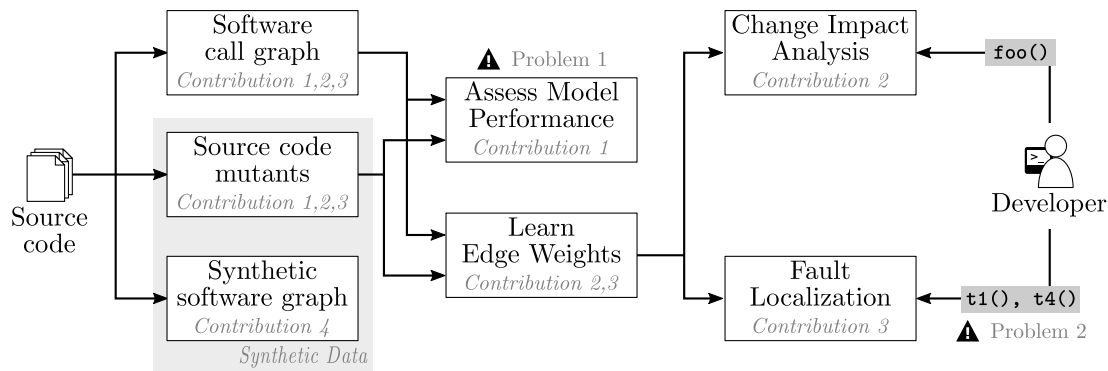 Source
code
Software
call graph
Contribution 1,2,3
Source code
mutants
Contribution 1,2,3
Synthetic
software graph
Contribution 4
Synthetic Data
Problem 1
Assess Model
Performance
Contribution 1
Learn
Edge Weights
Contribution 2,3
Change Impact
Analysis
Contribution 2
Fault
Localization
Contribution 3
foo()
>_
Developer
t1(), t4()
Problem 2